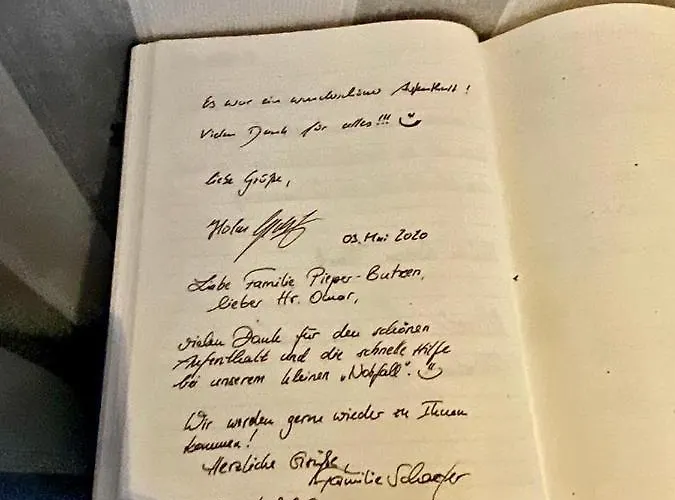 Es war ein wunderschöner Aufenthalt!
Vielen Dank für alles!!!
liebe Grüße,
Holm
03. Mai 2020
Liebe Familie Pieper-Butzen,
lieber Hr. Omar,
vielen Dank für den schönen
Aufenthalt und die schnelle Hilfe
bei unserem kleinen „Notfall".
Wir werden gerne wieder zu Ihnen
kommen!
Herzliche Grüße,
Familie Schaefer